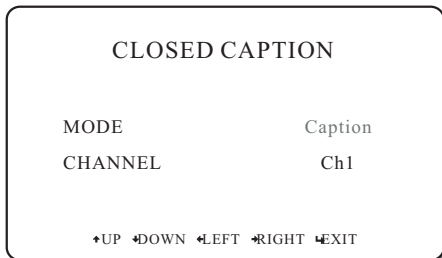 CLOSED CAPTION
MODE Caption
CHANNEL Ch1
UP DOWN LEFT RIGHT EXIT